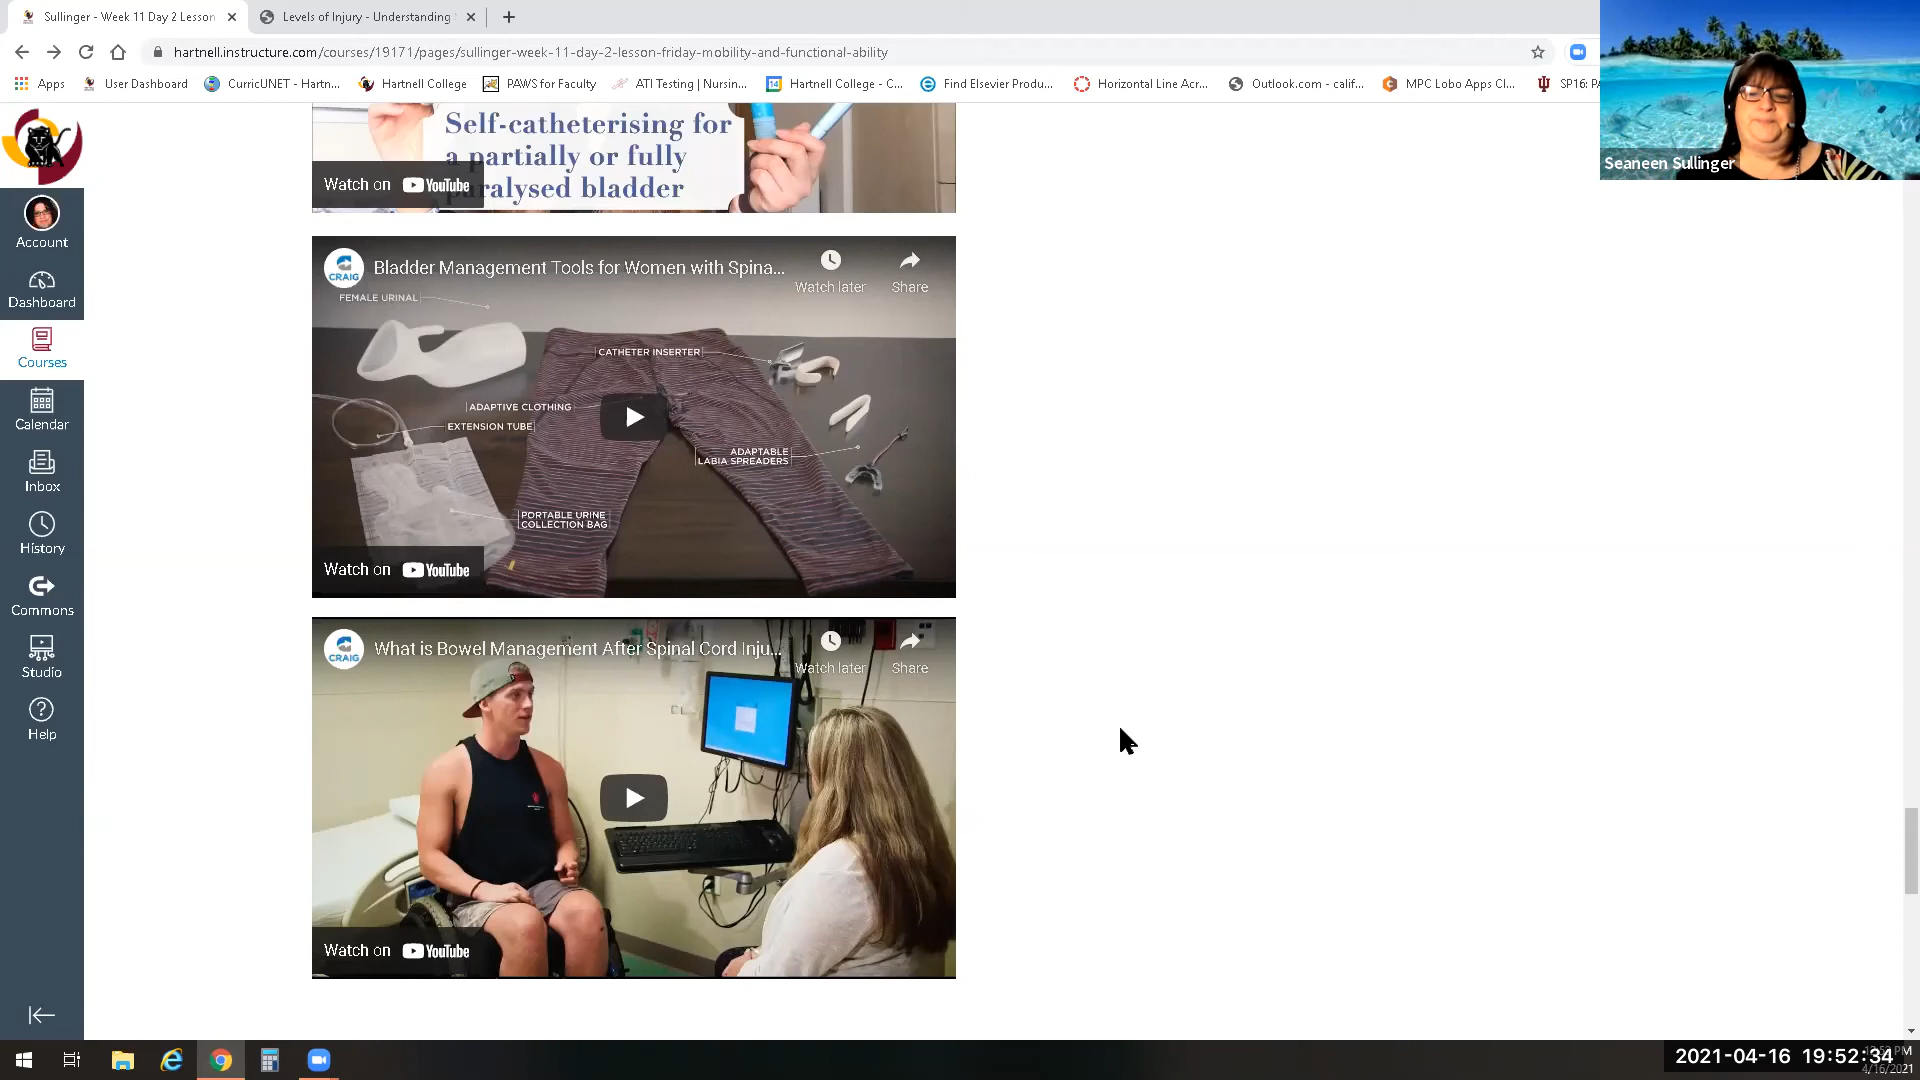 Sullinger - Week 11 Day 2 Lesson
Levels of Injury - Understanding
hartnell.instructure.com/courses/19171/pages/sullinger-week-11-day-2-lesson-friday-mobility-and-functional-ability
Apps
User Dashboard
CurricUNET - Hartn...
Hartnell College
PAWS for Faculty
ATI Testing | Nursin...
Hartnell College - C...
Find Elsevier Produ...
Horizontal Line Acr...
Outlook.com - calif...
MPC Lobo Apps Cl...
Seaneen Sullinger
Account
Dashboard
Courses
Calendar
Inbox
History
Commons
Studio
Help
Self-catheterising for
a partially or fully
paralysed bladder
Watch on YouTube
CRAIG
Bladder Management Tools for Women with Spina...
Watch later
Share
FEMALE URINAL
CATHETER INSERTER
ADAPTIVE CLOTHING
EXTENSION TUBE
ADAPTABLE
LABIA SPREADERS
PORTABLE URINE
COLLECTION BAG
Watch on YouTube
CRAIG
What is Bowel Management After Spinal Cord Inju...
Watch later
Share
Watch on YouTube
2021-04-16 19:52:34
4/16/2021